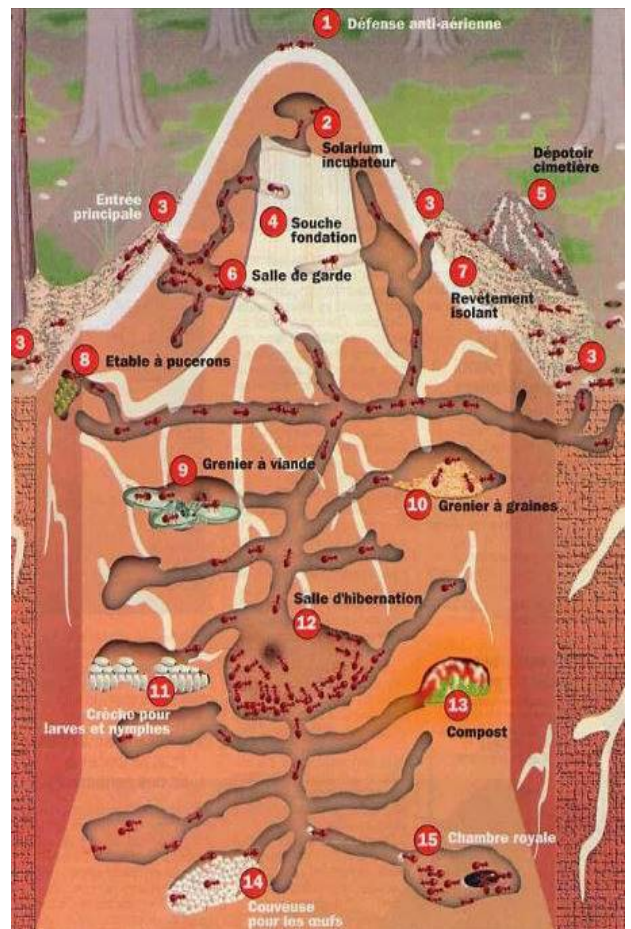 1 Défense anti-aérienne
2
Solarium
incubateur
Dépotoir
cimetière
5
Entrée
principale
3
3
4 Souche
fondation
6 Salle de garde
7
Revêtement
isolant
3
8 Etable à pucerons
3
9 Grenier à viande
10 Grenier à graines
Salle d'hibernation
12
11
Crèche pour
larves et nymphes
13
Compost
15 Chambre royale
14
Couveuse
pour les œufs